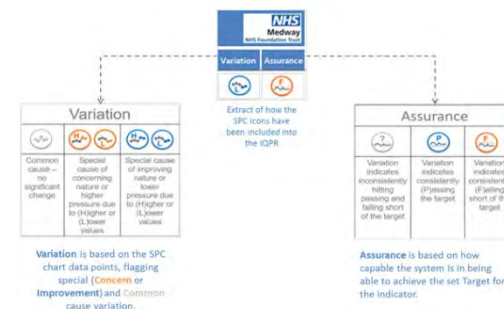 NHS
Medway
NHS Foundation Trust
Variation Assurance
L F
Extract of how the
SPC icons have
been included into
the IQPR
Variation
H L H L
Common
cause –
no
significant
change
Special
cause of
concerning
nature or
higher
pressure due
to (H)igher or
(L)ower
values
Special cause
of improving
nature or
lower
pressure due
to (H)igher or
(L)ower
values
Variation is based on the SPC
chart data points, flagging
special (Concern or
Improvement) and Common
cause variation.
Assurance
? P F
Variation
indicates
inconsistently
hitting
passing and
falling short
of the target
Variation
indicates
consistently
(P)assing
the target
Variation
indicates
consistently
(F)alling
short of the
target
Assurance is based on how
capable the system is in being
able to achieve the set Target for
the indicator.